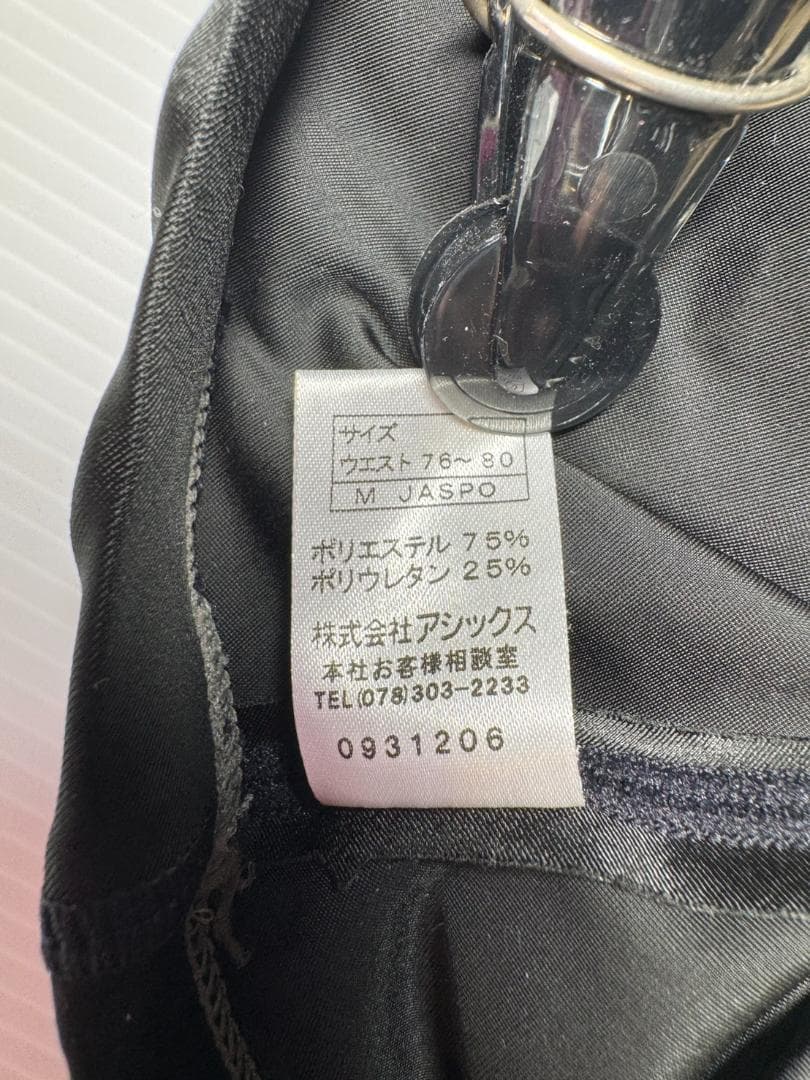 サイズ
ウエスト 76～80
M JASPO
ポリエステル 75%
ポリウレタン 25%
株式会社アシックス
本社お客様相談室
TEL(078)303-2233
0931206